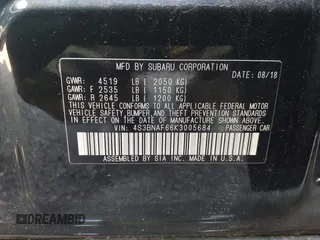 MFD BY SUBARU CORPORATION
DATE: 08/18
GVWR: 4519 LB ( 2050 KG)
GAWR: F 2535 LB ( 1150 KG)
GAWR: R 2645 LB ( 1200 KG)
THIS VEHICLE CONFORMS TO ALL APPLICABLE FEDERAL MOTOR
VEHICLE SAFETY, BUMPER, AND THEFT PREVENTION STANDARDS
IN EFFECT ON THE DATE OF MANUFACTURE SHOWN ABOVE.
VIN: 4S3BNAF66K3005684 PASSENGER CAR
ASSEMBLED BY SIA INC. IN U.S.A.
DREAMBID